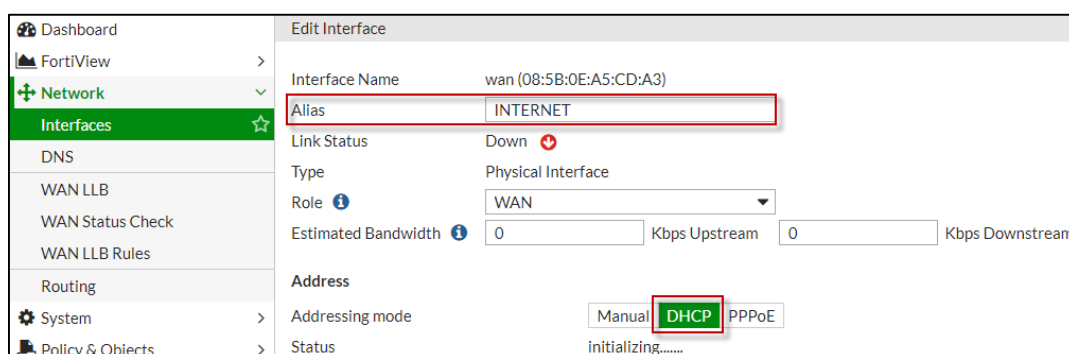 Dashboard
FortiView
Network
Interfaces
DNS
WAN LLB
WAN Status Check
WAN LLB Rules
Routing
System
Policy & Objects
Edit Interface
Interface Name wan (08:5B:0E:A5:CD:A3)
Alias INTERNET
Link Status Down
Type Physical Interface
Role WAN
Estimated Bandwidth 0 Kbps Upstream 0 Kbps Downstream
Address
Addressing mode Manual DHCP PPPoE
Status initializing.......